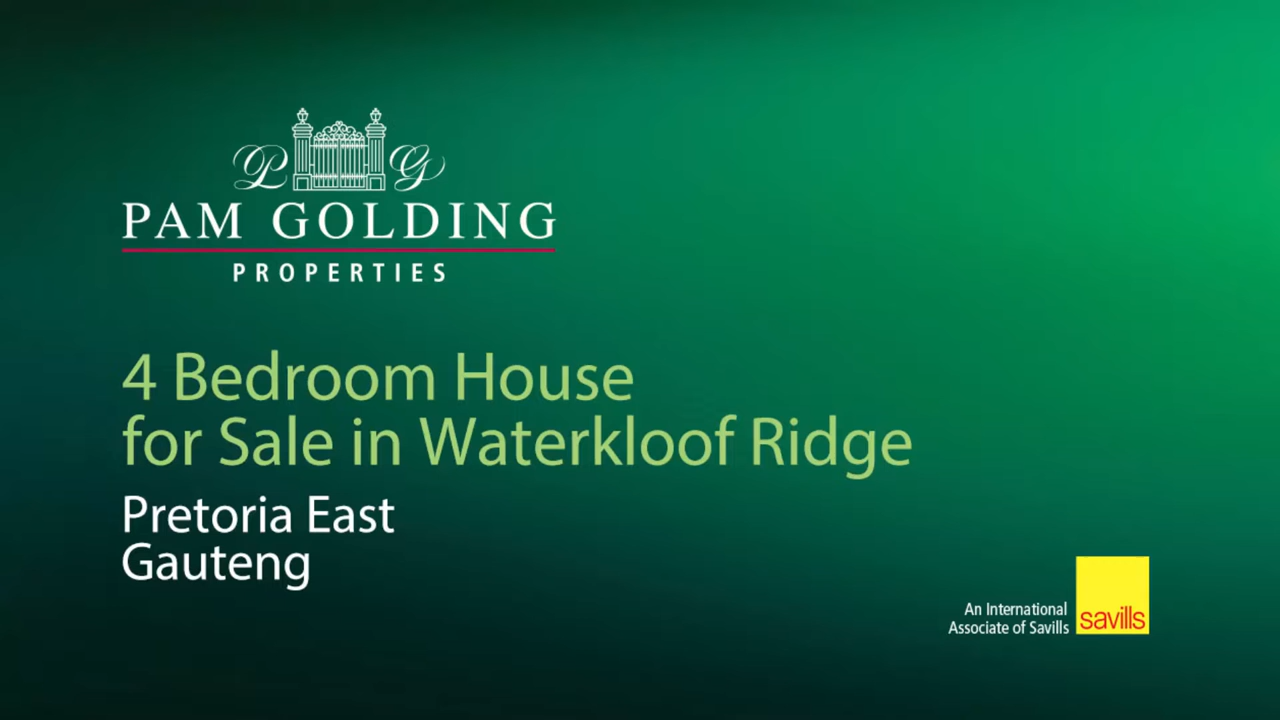 P G
PAM GOLDING
PROPERTIES
4 Bedroom House
for Sale in Waterkloof Ridge
Pretoria East
Gauteng
An International
Associate of Savills
savills